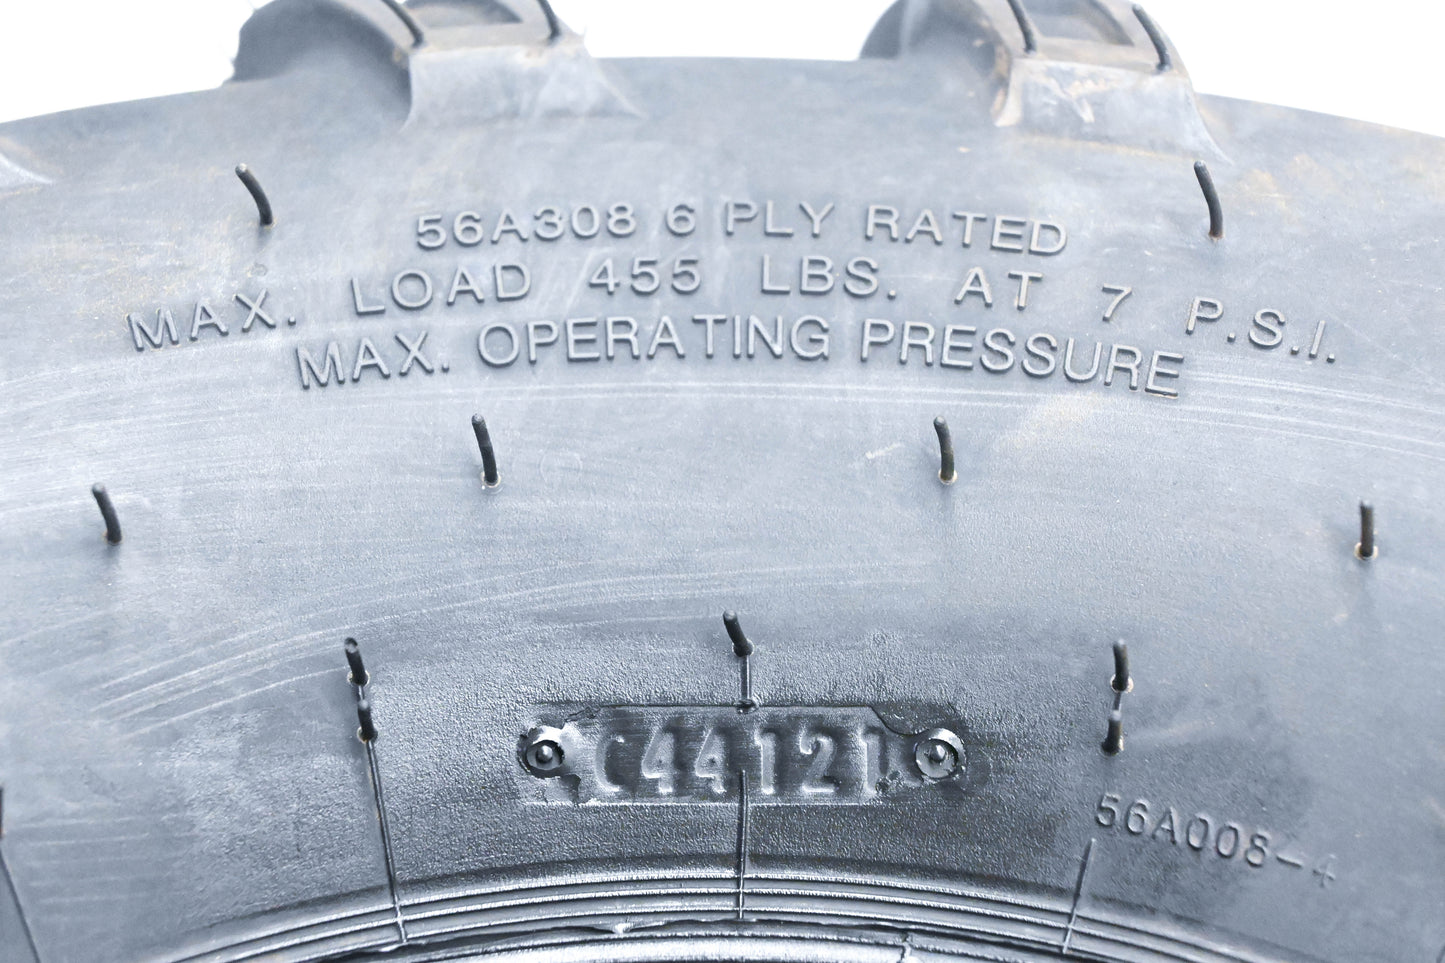 56A308 6 PLY RATED
MAX. LOAD 455 LBS. AT 7 P.S.I.
MAX. OPERATING PRESSURE
C44121
56A008-4